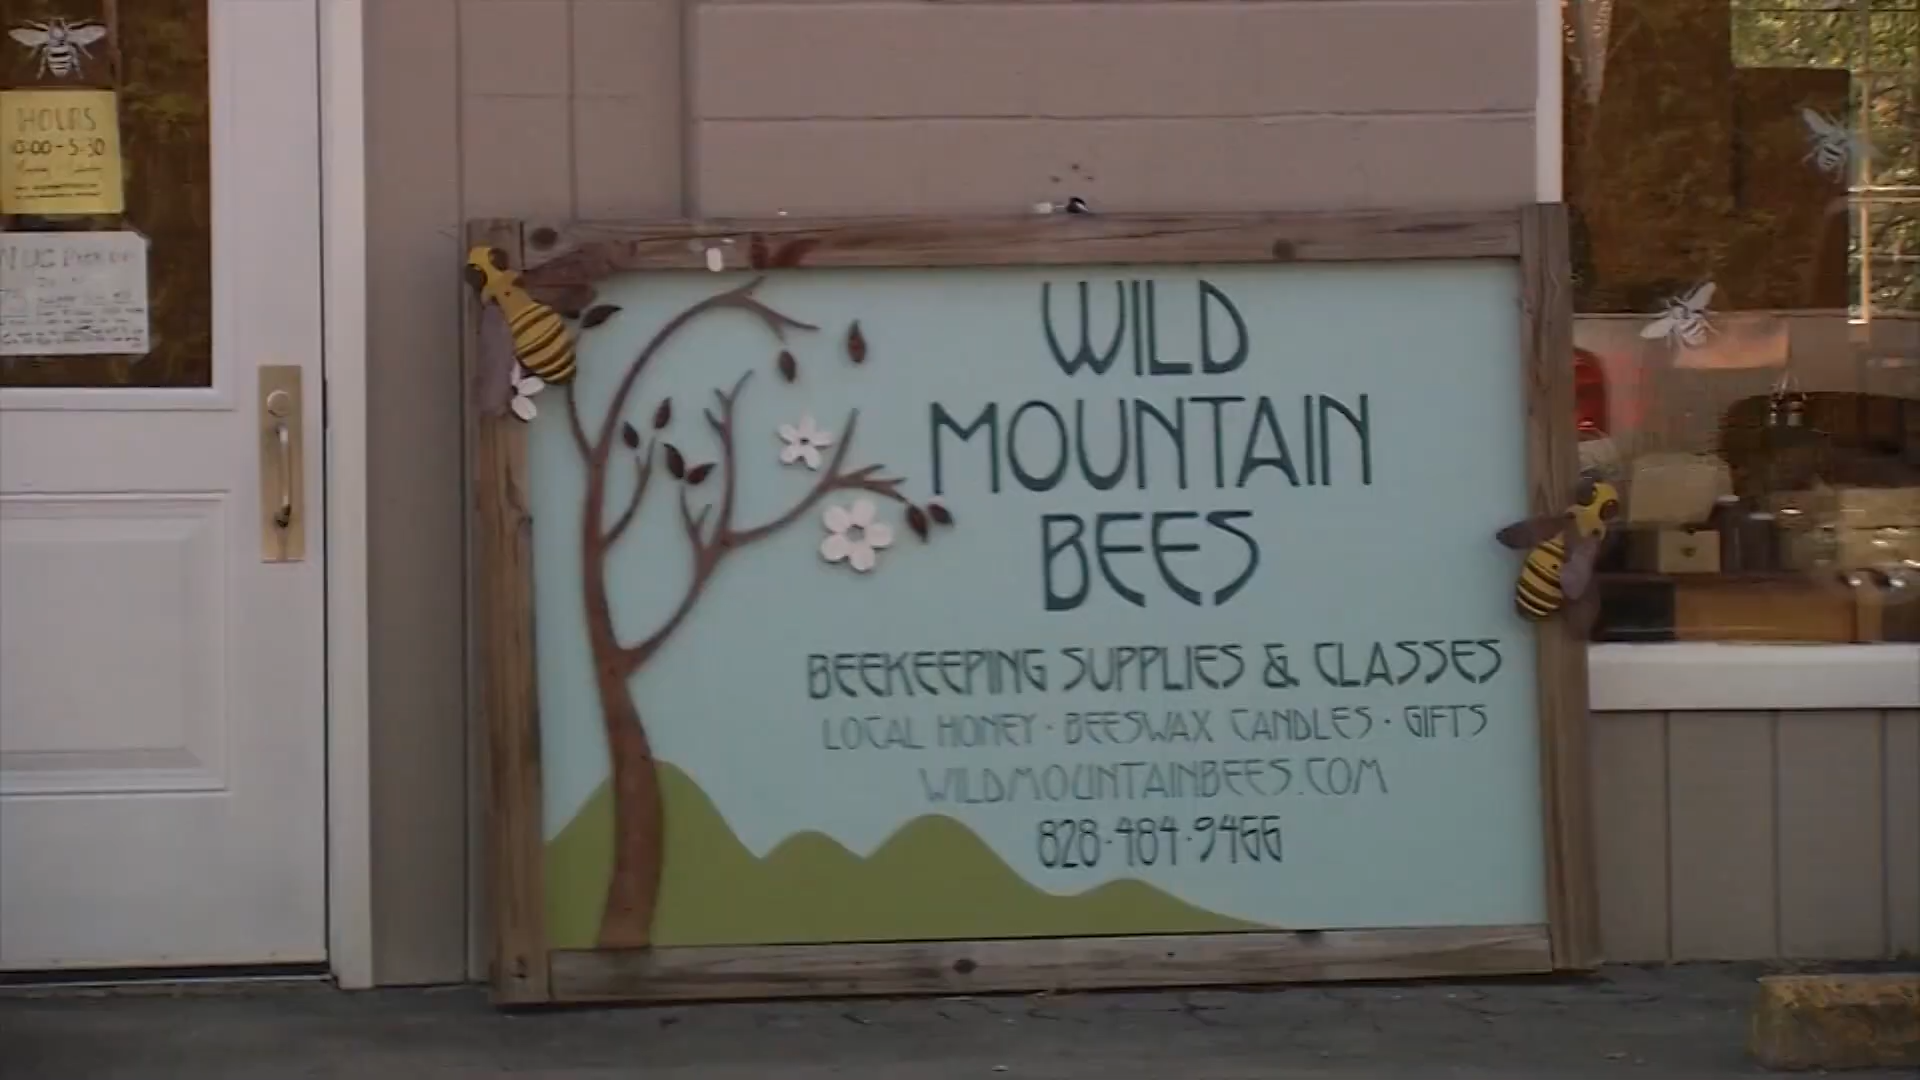 HOURS
10:00-5:30
WILD
MOUNTAIN
BEES
BEEKEEPING SUPPLIES & CLASSES
LOCAL HONEY · BEESWAX CANDLES · GIFTS
WILDMOUNTAINBEES.COM
828·484·9466